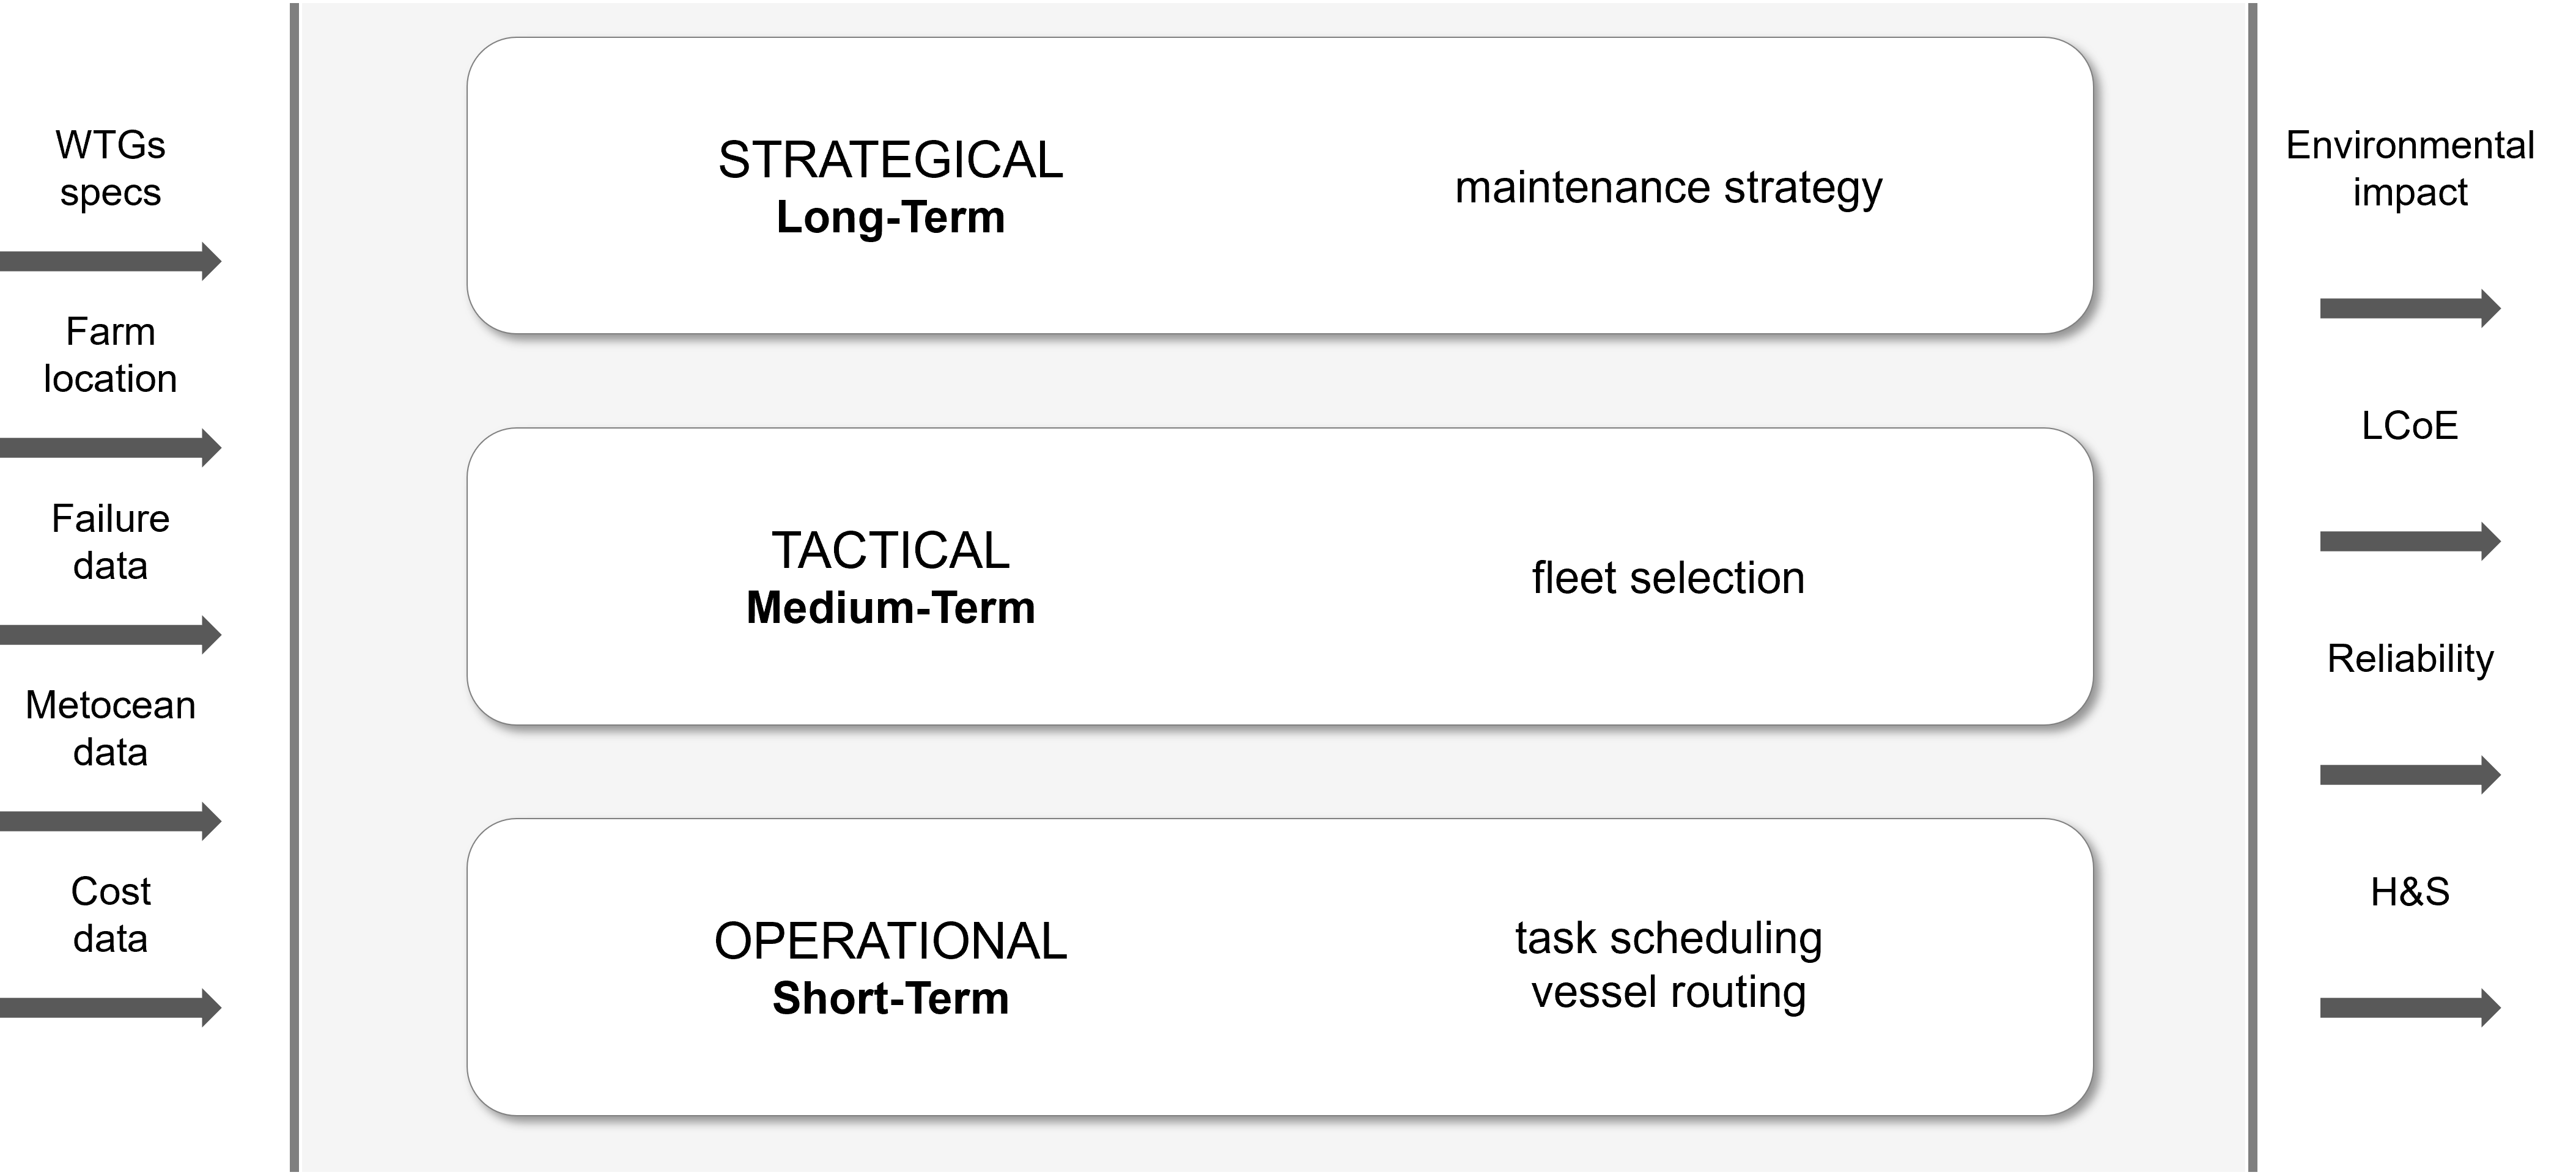 WTGs
specs
Farm
location
Failure
data
Metocean
data
Cost
data
STRATEGICAL
Long-Term
maintenance strategy
TACTICAL
Medium-Term
fleet selection
OPERATIONAL
Short-Term
task scheduling
vessel routing
Environmental
impact
LCoE
Reliability
H&S